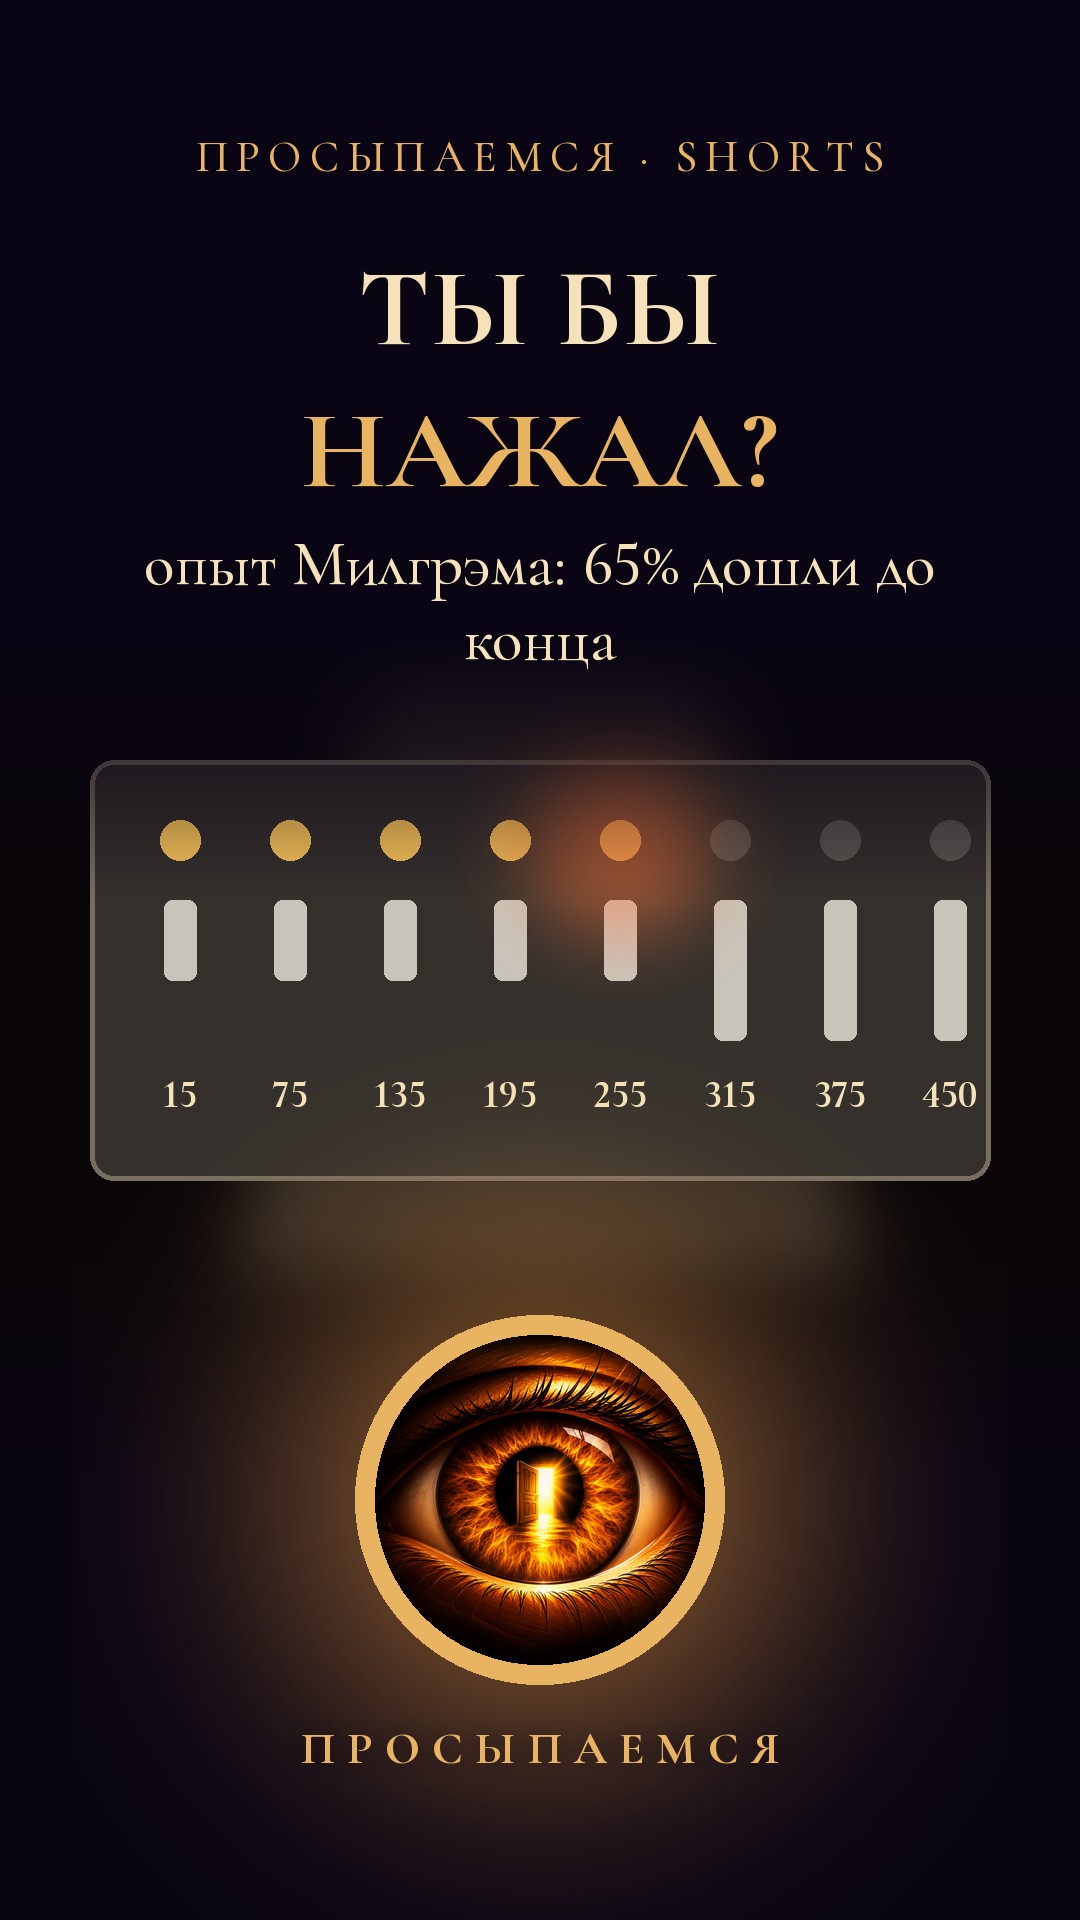 ПРОСЫПАЕМСЯ · SHORTS
ТЫ БЫ
НАЖАЛ?
опыт Милгрэма: 65% дошли до
конца
15 75 135 195 255 315 375 450
ПРОСЫПАЕМСЯ